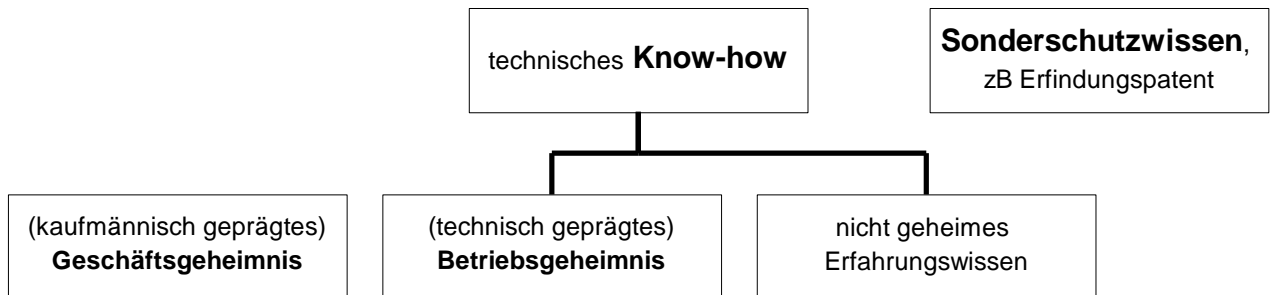 technisches Know-how
Sonderschutzwissen,
zB Erfindungspatent
(kaufmännisch geprägtes)
Geschäftsgeheimnis
(technisch geprägtes)
Betriebsgeheimnis
nicht geheimes
Erfahrungswissen